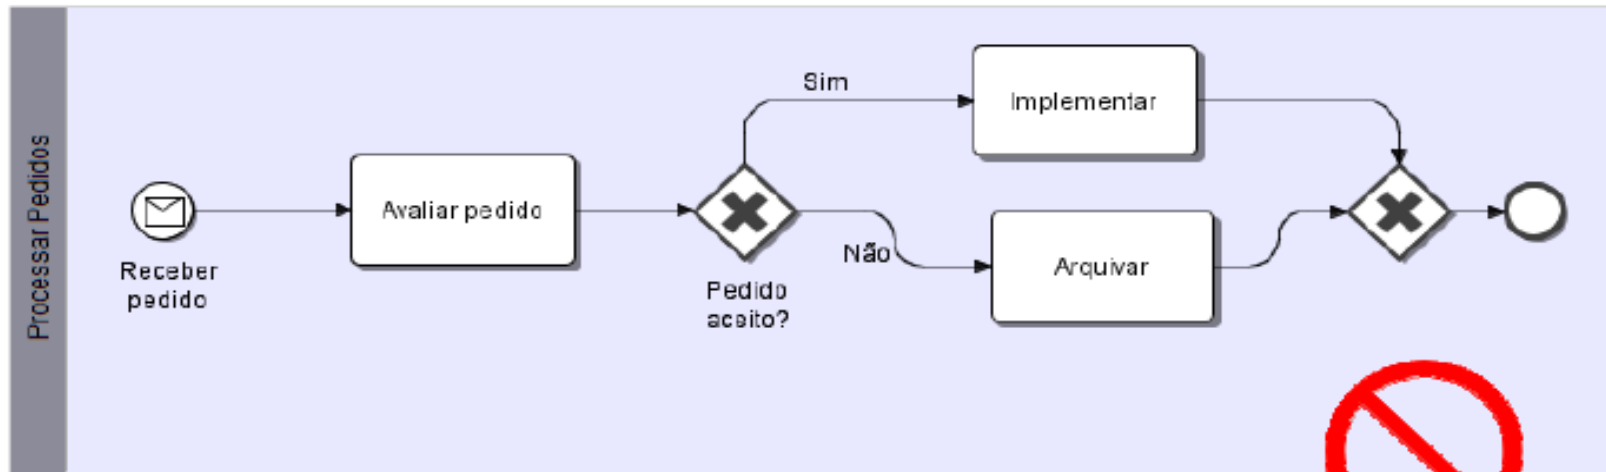 Processar Pedidos
Receber
pedido
Avaliar pedido
Pedido
aceito?
Sim
Não
Implementar
Arquivar